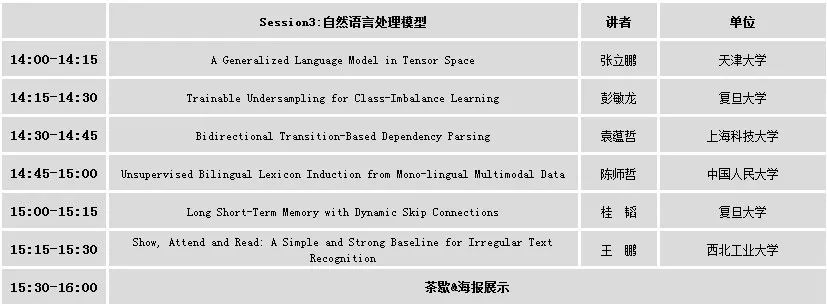 Session3:自然语言处理模型 讲者 单位
14:00-14:15 A Generalized Language Model in Tensor Space 张立鹏 天津大学
14:15-14:30 Trainable Undersampling for Class-Imbalance Learning 彭敏龙 复旦大学
14:30-14:45 Bidirectional Transition-Based Dependency Parsing 袁蕴哲 上海科技大学
14:45-15:00 Unsupervised Bilingual Lexicon Induction from Mono-lingual Multimodal Data 陈师哲 中国人民大学
15:00-15:15 Long Short-Term Memory with Dynamic Skip Connections 桂 韬 复旦大学
15:15-15:30 Show, Attend and Read: A Simple and Strong Baseline for Irregular Text
Recognition 王 鹏 西北工业大学
15:30-16:00 茶歇&海报展示